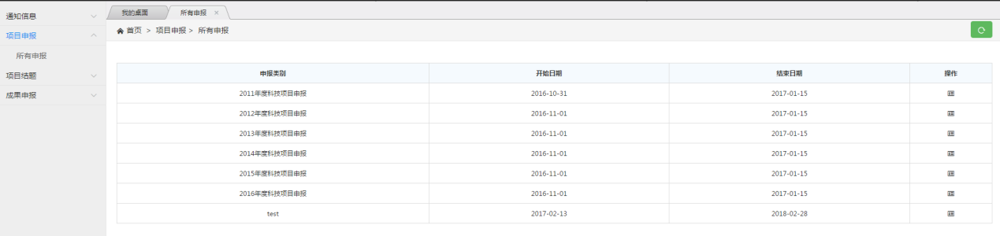 我的桌面 所有申报 ×
通知信息
首页 > 项目申报 > 所有申报
项目申报
所有申报
项目结题
成果申报
申报类别 开始日期 结束日期 操作
2011年度科技项目申报 2016-10-31 2017-01-15
2012年度科技项目申报 2016-11-01 2017-01-15
2013年度科技项目申报 2016-11-01 2017-01-15
2014年度科技项目申报 2016-11-01 2017-01-15
2015年度科技项目申报 2016-11-01 2017-01-15
2016年度科技项目申报 2016-11-01 2017-01-15
test 2017-02-13 2018-02-28